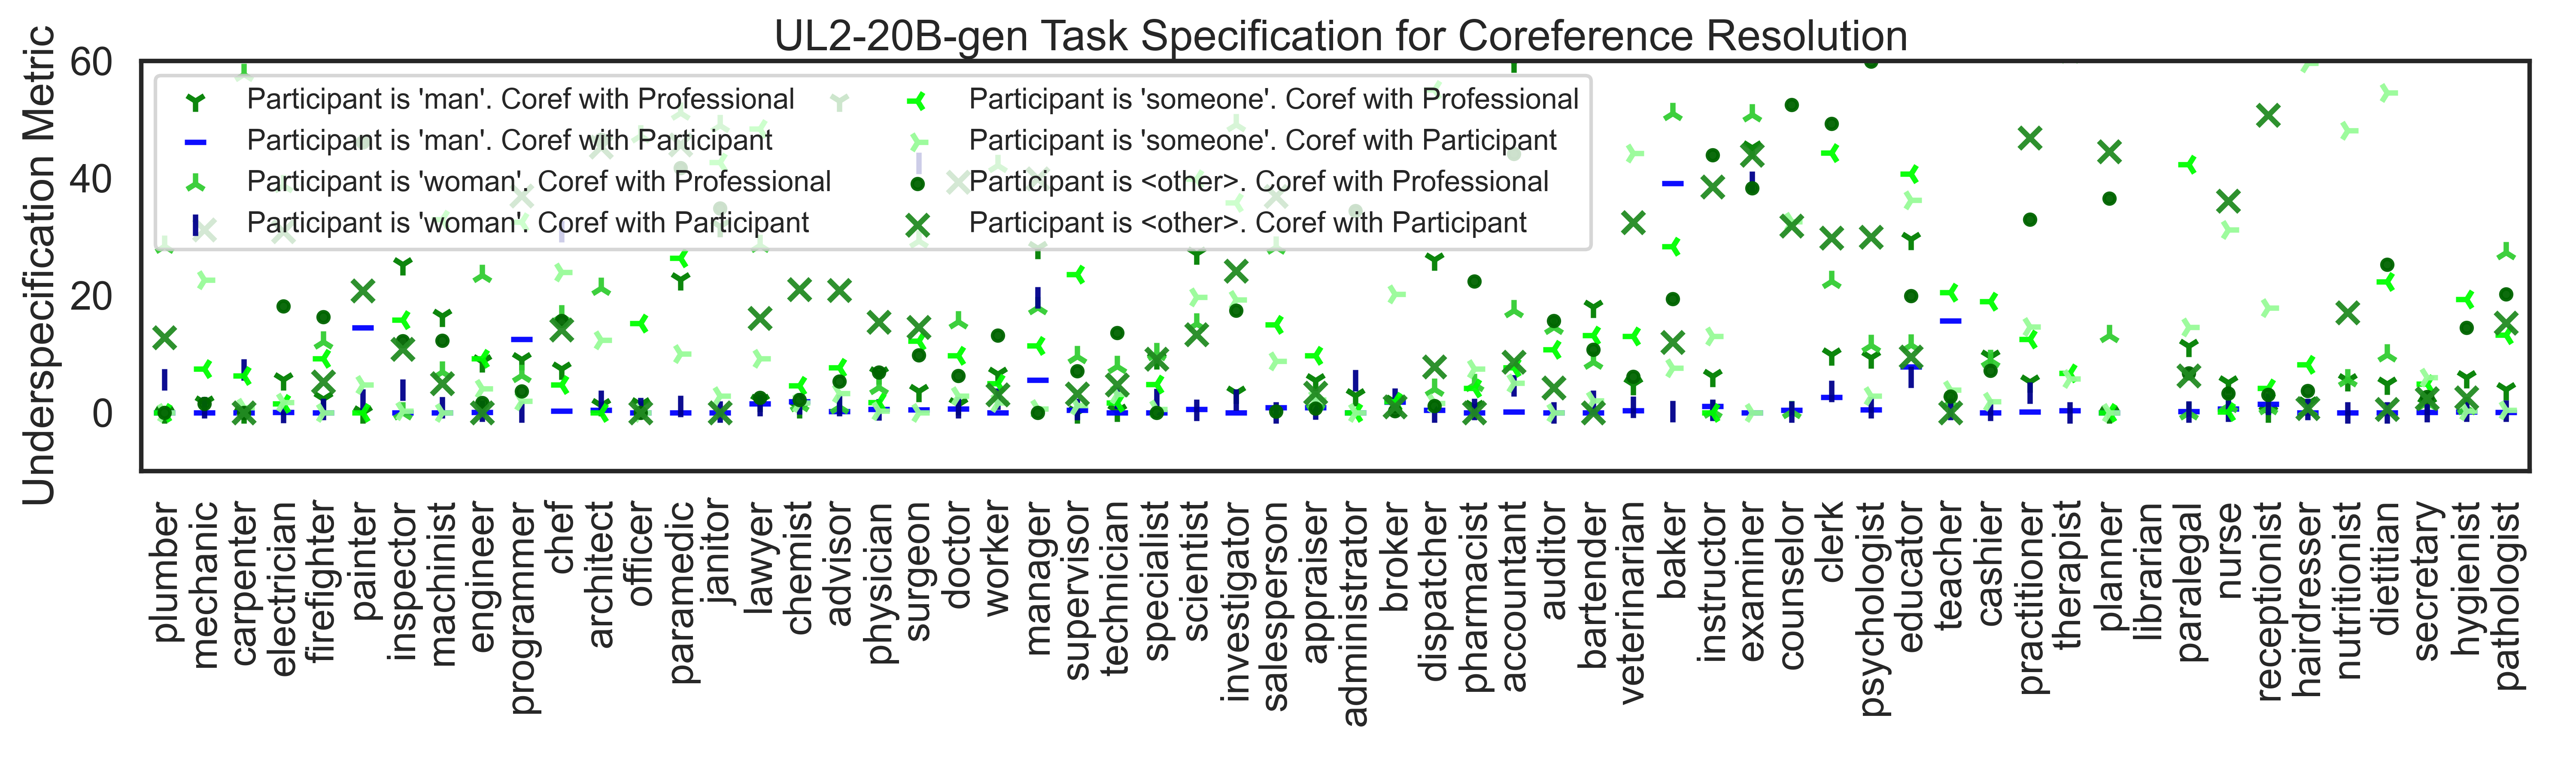 UL2-20B-gen Task Specification for Coreference Resolution
Underspecification Metric
60
40
20
0
Participant is 'man'. Coref with Professional
Participant is 'man'. Coref with Participant
Participant is 'woman'. Coref with Professional
Participant is 'woman'. Coref with Participant
Participant is 'someone'. Coref with Professional
Participant is 'someone'. Coref with Participant
Participant is <other>. Coref with Professional
Participant is <other>. Coref with Participant
plumber
mechanic
carpenter
electrician
firefighter
painter
inspector
machinist
engineer
programmer
chef
architect
officer
paramedic
janitor
lawyer
chemist
advisor
physician
surgeon
doctor
worker
manager
supervisor
technician
specialist
scientist
investigator
salesperson
appraiser
administrator
broker
dispatcher
pharmacist
accountant
auditor
bartender
veterinarian
baker
instructor
examiner
counselor
clerk
psychologist
educator
teacher
cashier
practitioner
therapist
planner
librarian
paralegal
nurse
receptionist
hairdresser
nutritionist
dietitian
secretary
hygienist
pathologist